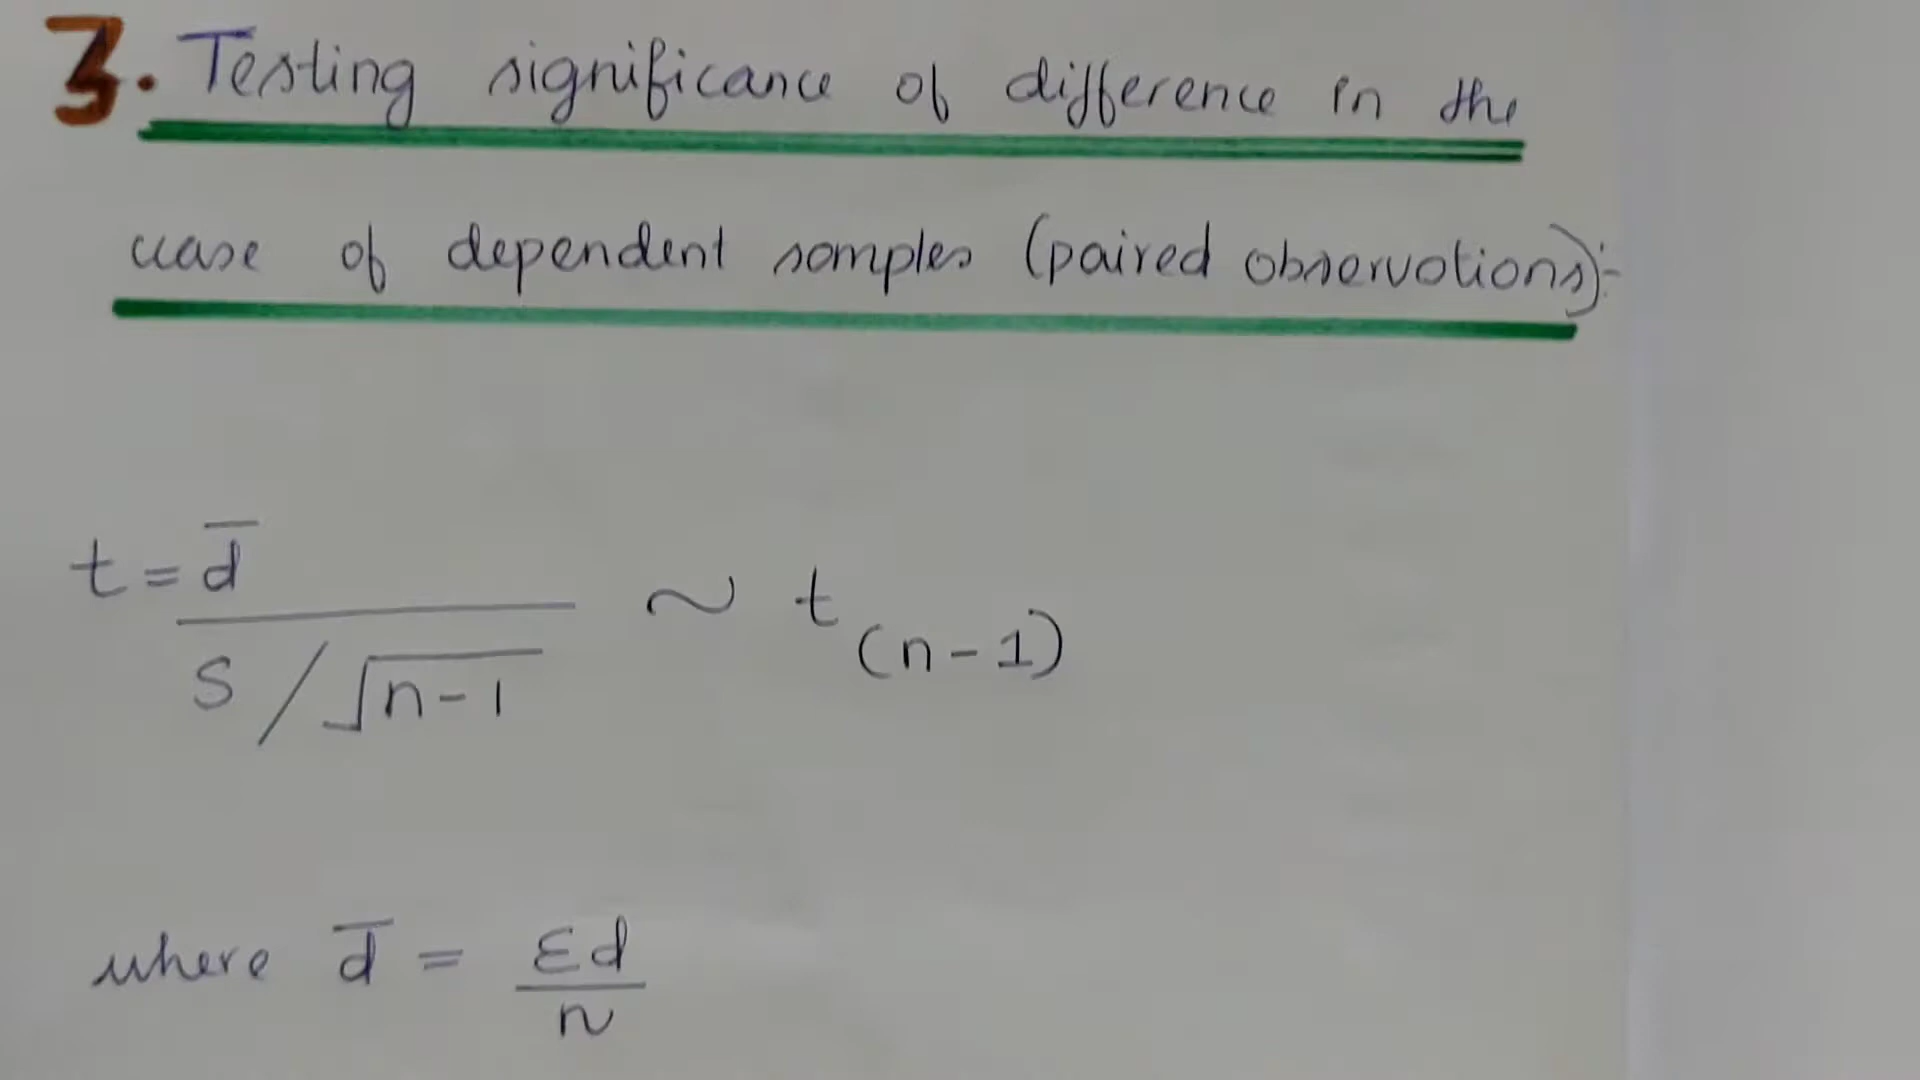 3. Testing significance of difference in the
case of dependent samples (paired observations):-
t = d̅ / (S / √(n-1)) ~ t(n-1)
where d̅ = Σd / n